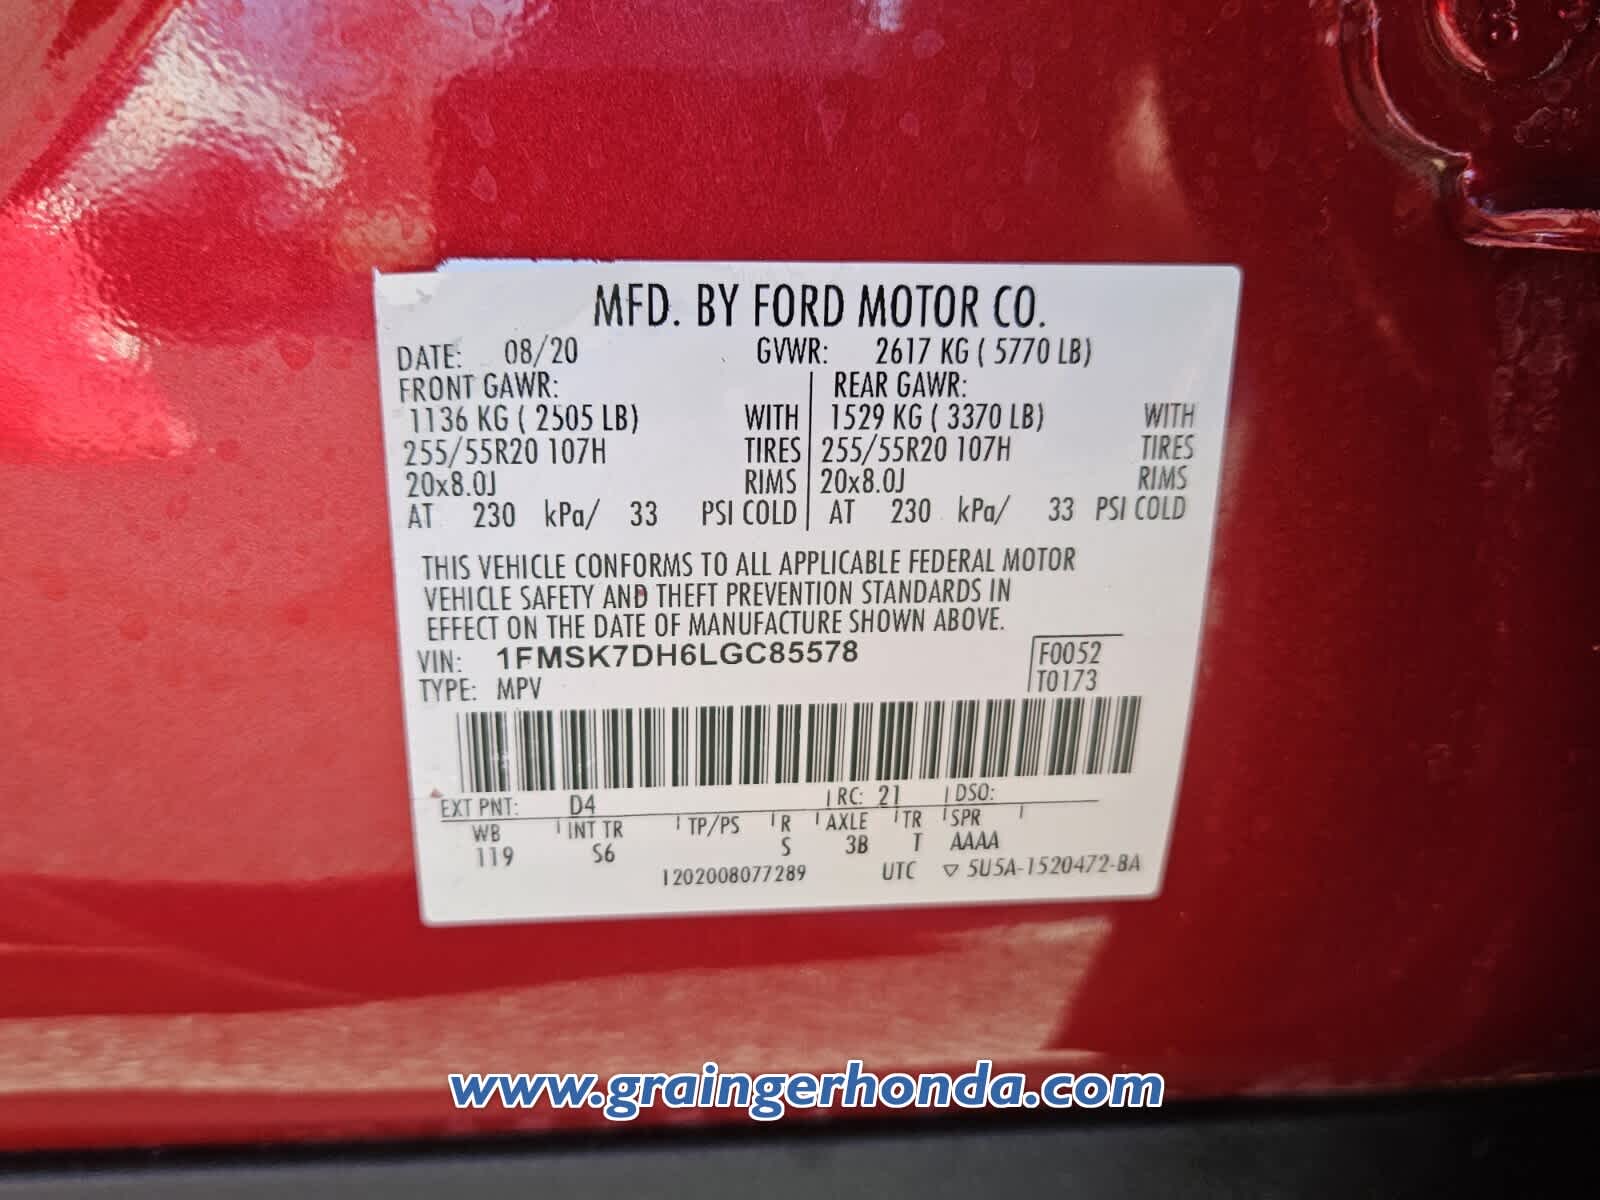 MFD. BY FORD MOTOR CO.
DATE: 08/20 GVWR: 2617 KG ( 5770 LB)
FRONT GAWR: REAR GAWR:
1136 KG ( 2505 LB) WITH 1529 KG ( 3370 LB) WITH
255/55R20 107H TIRES 255/55R20 107H TIRES
20x8.0J RIMS 20x8.0J RIMS
AT 230 kPa/ 33 PSI COLD AT 230 kPa/ 33 PSI COLD
THIS VEHICLE CONFORMS TO ALL APPLICABLE FEDERAL MOTOR
VEHICLE SAFETY AND THEFT PREVENTION STANDARDS IN
EFFECT ON THE DATE OF MANUFACTURE SHOWN ABOVE.
VIN: 1FMSK7DH6LGC85578 F0052
TYPE: MPV T0173
EXT PNT: D4 RC: 21 DSO:
WB INT TR TP/PS R AXLE TR SPR
119 S6 S 3B T AAAA
1202008077289 UTC ▽ 5U5A-1520472-BA
www.graingerhonda.com